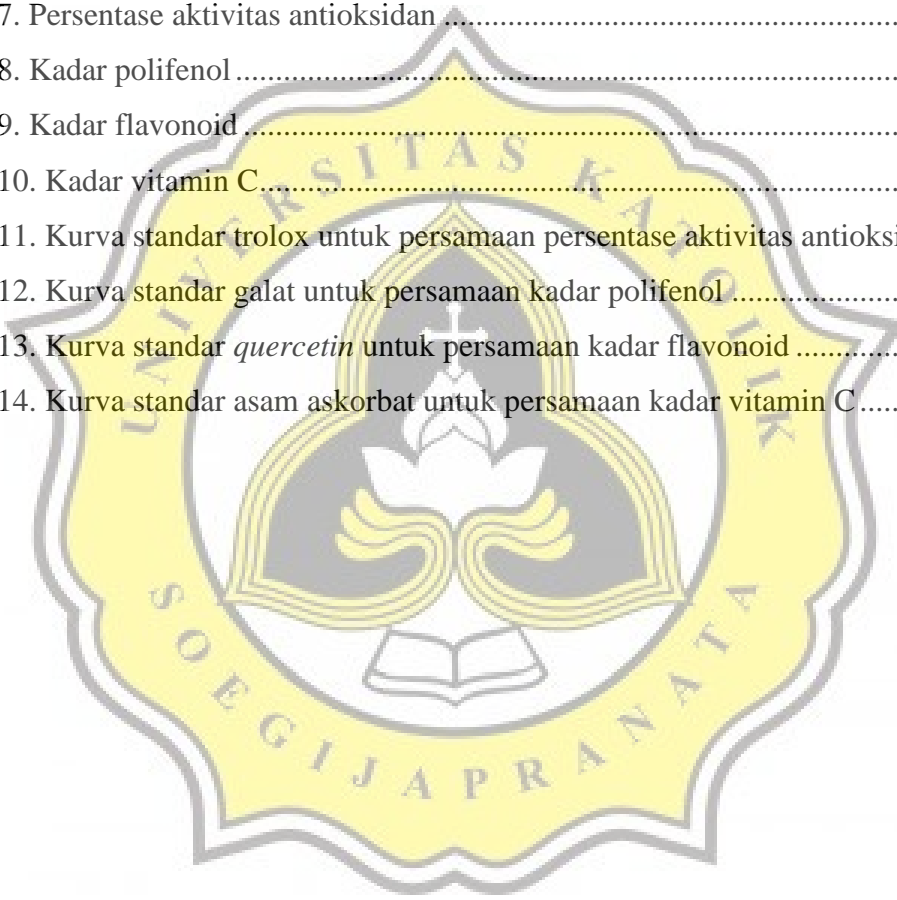 7. Persentase aktivitas antioksidan ..........................................................
8. Kadar polifenol ..........................................................................................
9. Kadar flavonoid ..........................................................................................
10. Kadar vitamin C..........................................................................................
11. Kurva standar trolox untuk persamaan persentase aktivitas antioksi
12. Kurva standar galat untuk persamaan kadar polifenol ......................
13. Kurva standar quercetin untuk persamaan kadar flavonoid .............
14. Kurva standar asam askorbat untuk persamaan kadar vitamin C.....
UNIVERSITAS KATOLIK
SOEGIJAPRANATA